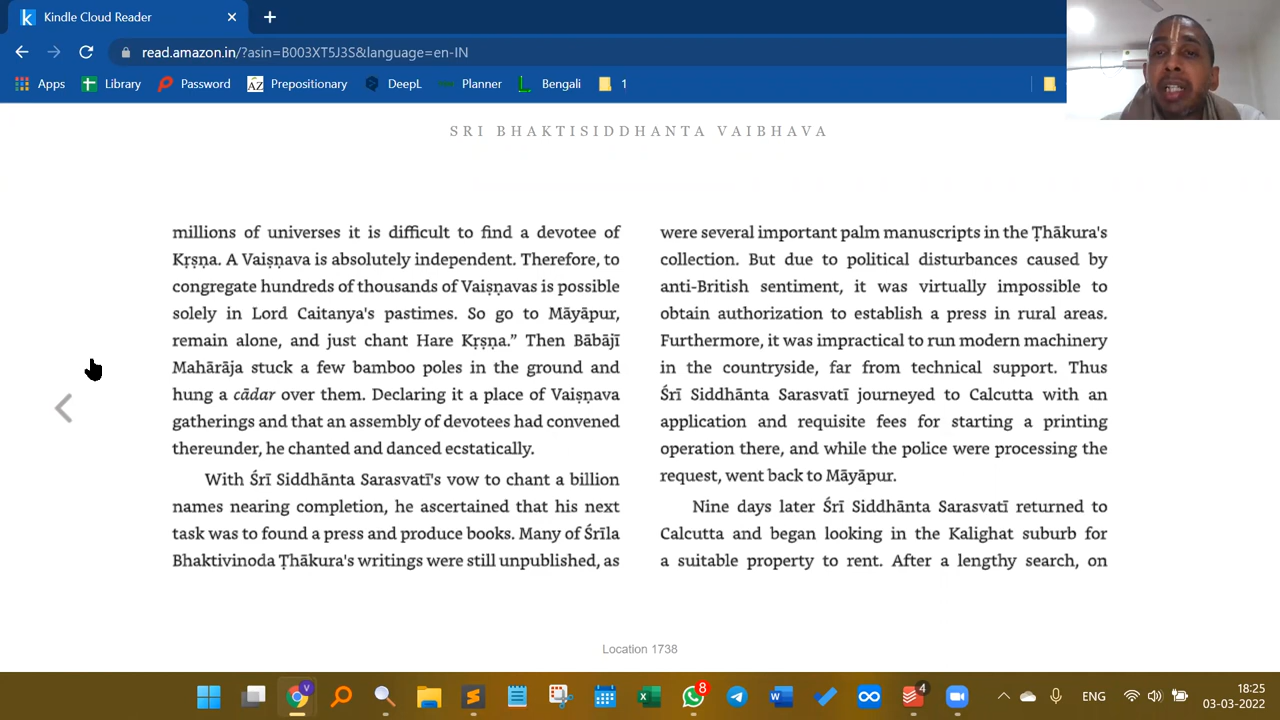 Kindle Cloud Reader
read.amazon.in/?asin=B003XT5J3S&language=en-IN
Apps Library Password AZ Prepositionary DeepL Planner Bengali 1
SRI BHAKTISIDDHANTA VAIBHAVA
millions of universes it is difficult to find a devotee of
Kṛṣṇa. A Vaiṣṇava is absolutely independent. Therefore, to
congregate hundreds of thousands of Vaiṣṇavas is possible
solely in Lord Caitanya's pastimes. So go to Māyāpur,
remain alone, and just chant Hare Kṛṣṇa.” Then Bābājī
Mahārāja stuck a few bamboo poles in the ground and
hung a cādar over them. Declaring it a place of Vaiṣṇava
gatherings and that an assembly of devotees had convened
thereunder, he chanted and danced ecstatically.
With Śrī Siddhānta Sarasvatī's vow to chant a billion
names nearing completion, he ascertained that his next
task was to found a press and produce books. Many of Śrīla
Bhaktivinoda Ṭhākura's writings were still unpublished, as
were several important palm manuscripts in the Ṭhākura's
collection. But due to political disturbances caused by
anti-British sentiment, it was virtually impossible to
obtain authorization to establish a press in rural areas.
Furthermore, it was impractical to run modern machinery
in the countryside, far from technical support. Thus
Śrī Siddhānta Sarasvatī journeyed to Calcutta with an
application and requisite fees for starting a printing
operation there, and while the police were processing the
request, went back to Māyāpur.
Nine days later Śrī Siddhānta Sarasvatī returned to
Calcutta and began looking in the Kalighat suburb for
a suitable property to rent. After a lengthy search, on
Location 1738
V 8 4 ENG 18:25
03-03-2022